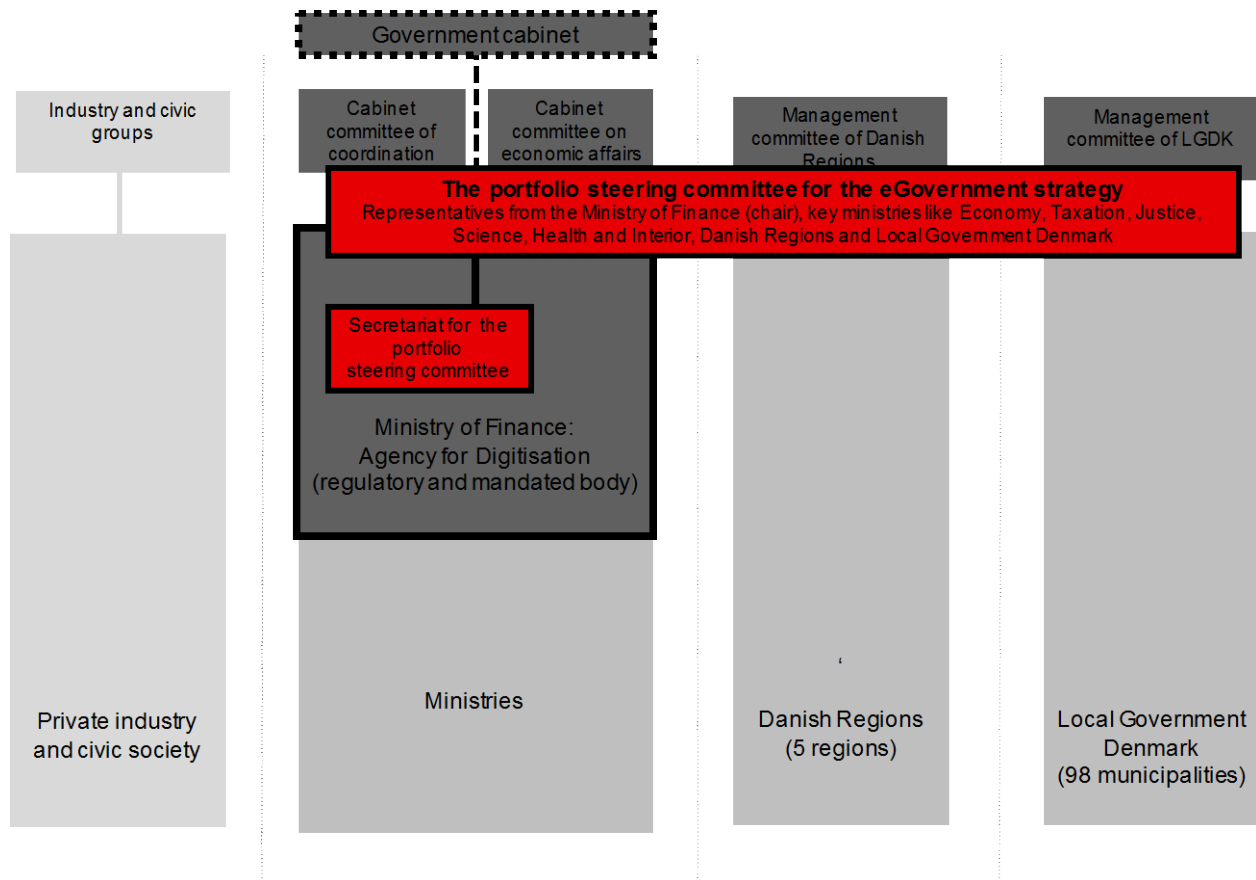 Government cabinet
Industry and civic
groups
Cabinet
committee of
coordination
Cabinet
committee on
economic affairs
Management
committee of Danish
Regions
Management
committee of LGDK
The portfolio steering committee for the eGovernment strategy
Representatives from the Ministry of Finance (chair), key ministries like Economy, Taxation, Justice,
Science, Health and Interior, Danish Regions and Local Government Denmark
Secretariat for the
portfolio
steering committee
Ministry of Finance:
Agency for Digitisation
(regulatory and mandated body)
Private industry
and civic society
Ministries
‘
Danish Regions
(5 regions)
Local Government
Denmark
(98 municipalities)